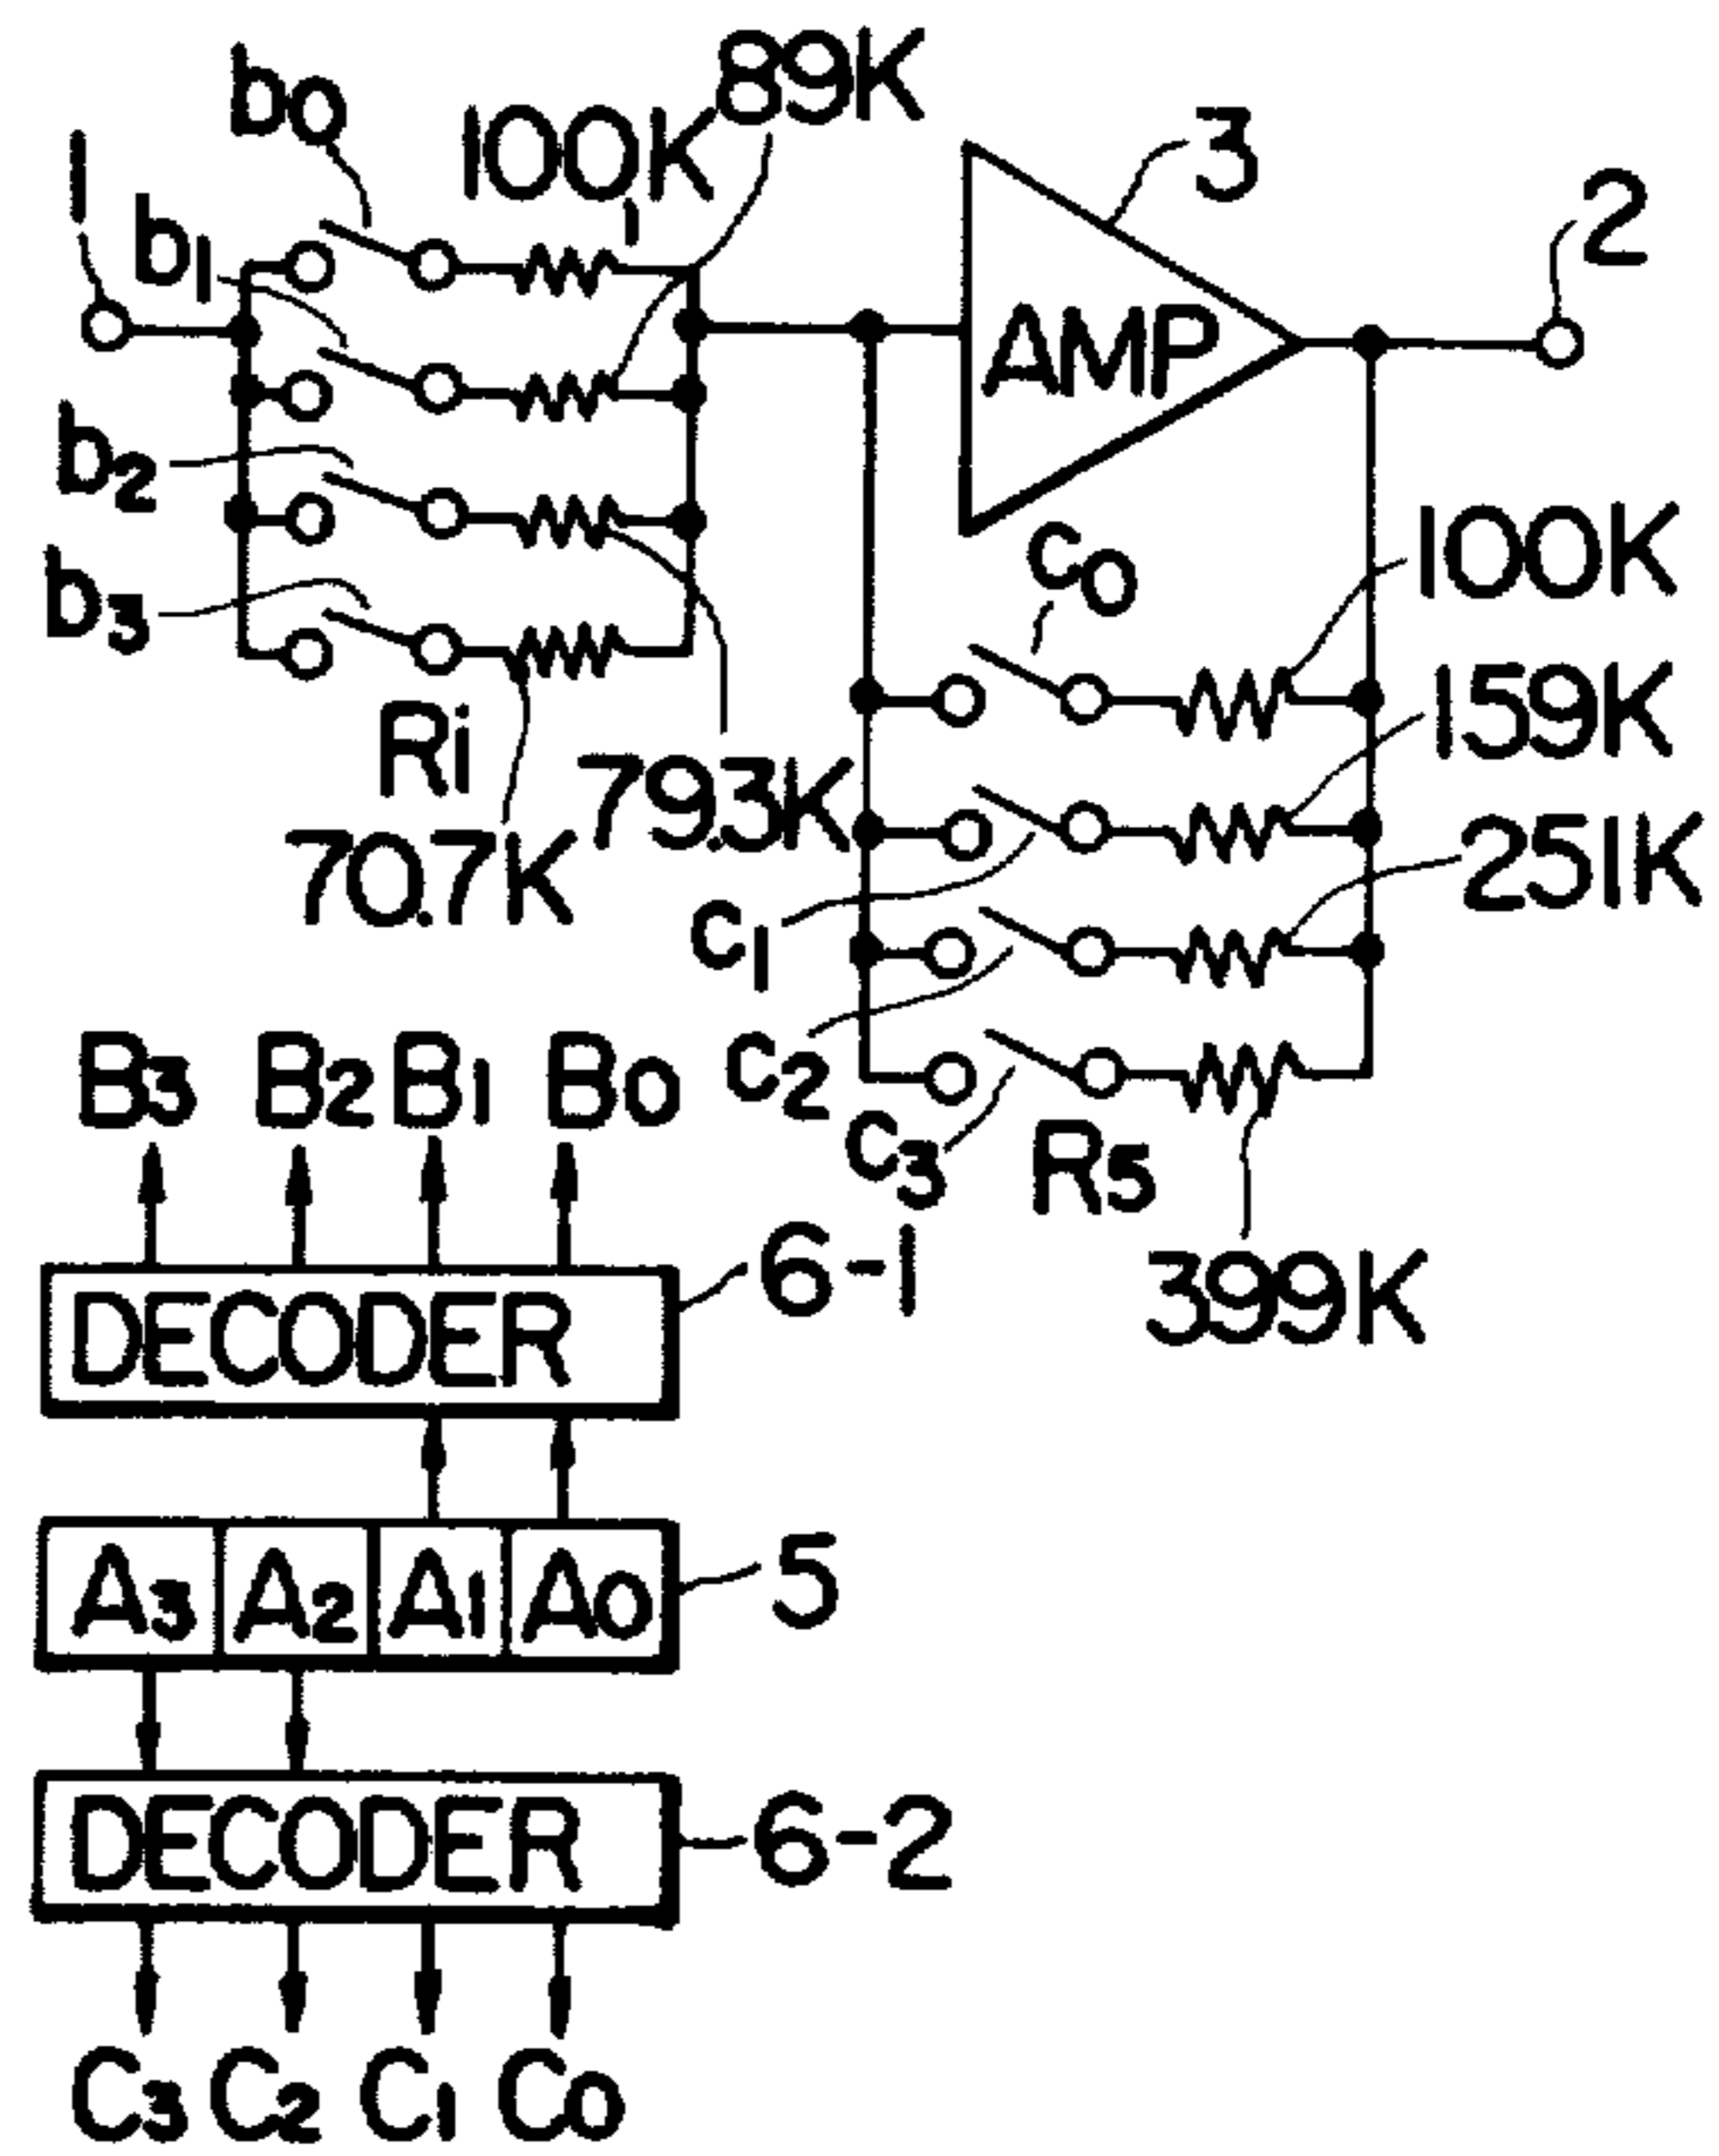 1
b0
100K
89K
3
2
b1
AMP
b2
b3
Ri
79.3K
70.7K
c0
100K
159K
251K
c1
c2
c3
R5
399K
B3 B2 B1 B0
DECODER
6-1
A3 A2 A1 A0
5
DECODER
6-2
C3 C2 C1 C0